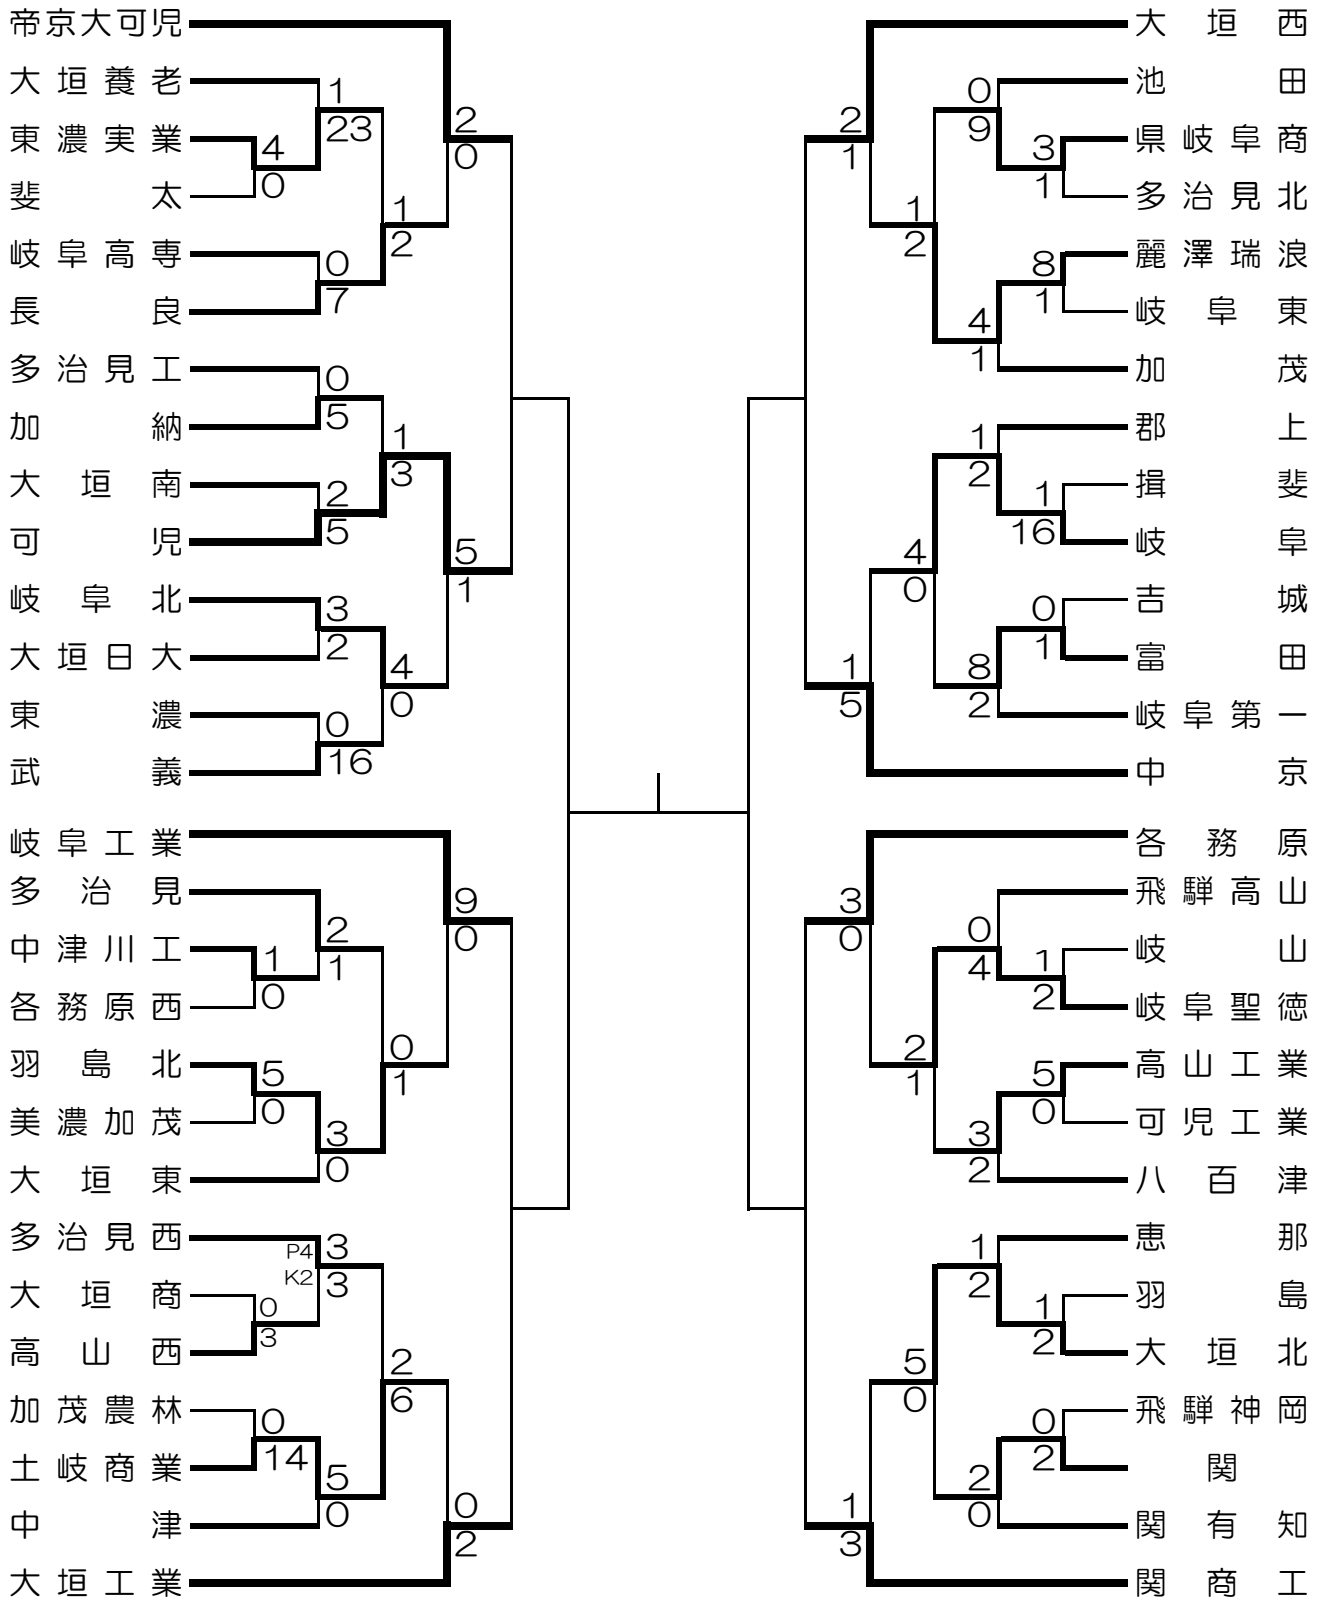 帝京大可児
大垣養老
東濃実業
斐太
岐阜高専
長良
多治見工
加納
大垣南
可児
岐阜北
大垣日大
東濃
武義
岐阜工業
多治見
中津川工
各務原西
羽島北
美濃加茂
大垣東
多治見西
大垣商
高山西
加茂農林
土岐商業
中津
大垣工業
1
23
4
0
0
7
1
2
2
0
0
5
2
5
1
3
3
2
0
16
4
0
5
1
2
1
1
0
5
0
3
0
0
1
9
0
P4
K2
3
3
0
3
0
14
5
0
2
6
0
2
2
1
0
9
3
1
8
1
4
1
1
2
1
2
1
16
0
1
8
2
4
0
1
5
3
0
0
4
1
2
5
0
3
2
2
1
1
2
1
2
0
2
2
0
5
0
1
3
大垣西
池田
県岐阜商
多治見北
麗澤瑞浪
岐阜東
加茂
郡上
揖斐
岐阜
吉城
富田
岐阜第一
中京
各務原
飛騨高山
岐山
岐阜聖徳
高山工業
可児工業
八百津
恵那
羽島
大垣北
飛騨神岡
関
関有知
関商工